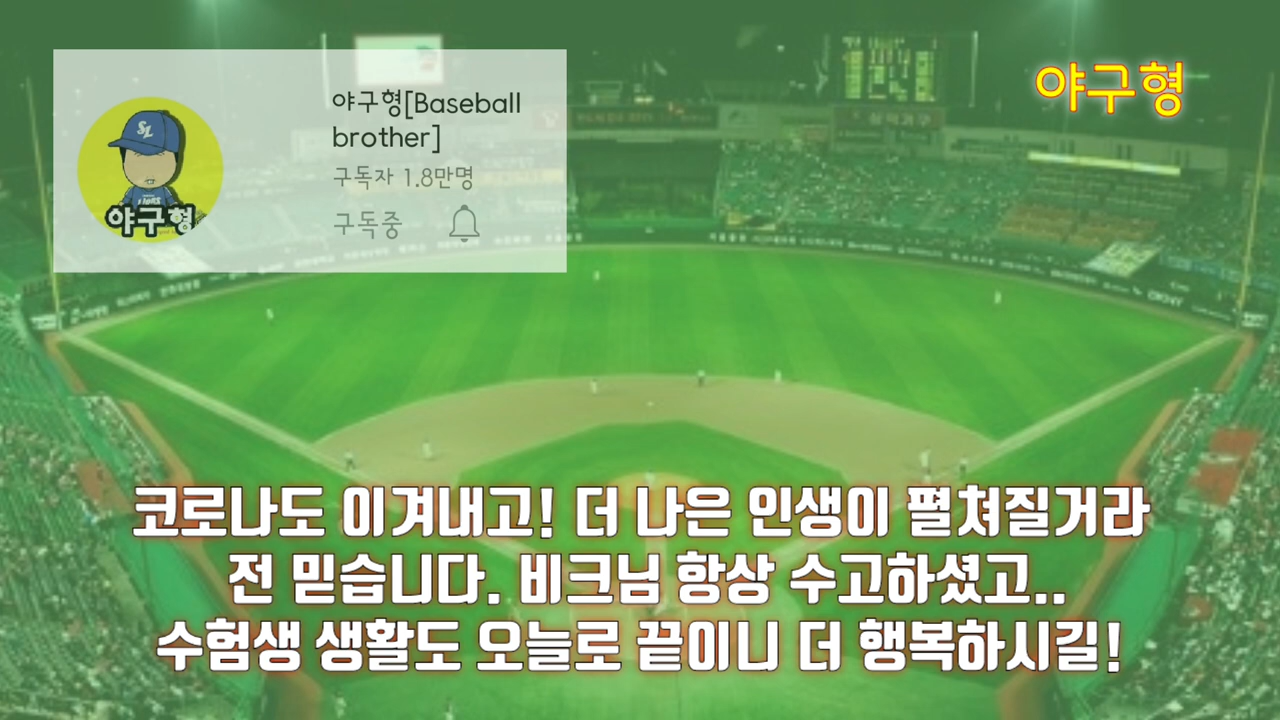 야구형[Baseball
brother]
구독자 1.8만명
구독중
SL
LIONS
야구형
야구형
코로나도 이겨내고! 더 나은 인생이 펼쳐질거라
전 믿습니다. 비크님 항상 수고하셨고..
수험생 생활도 오늘로 끝이니 더 행복하시길!